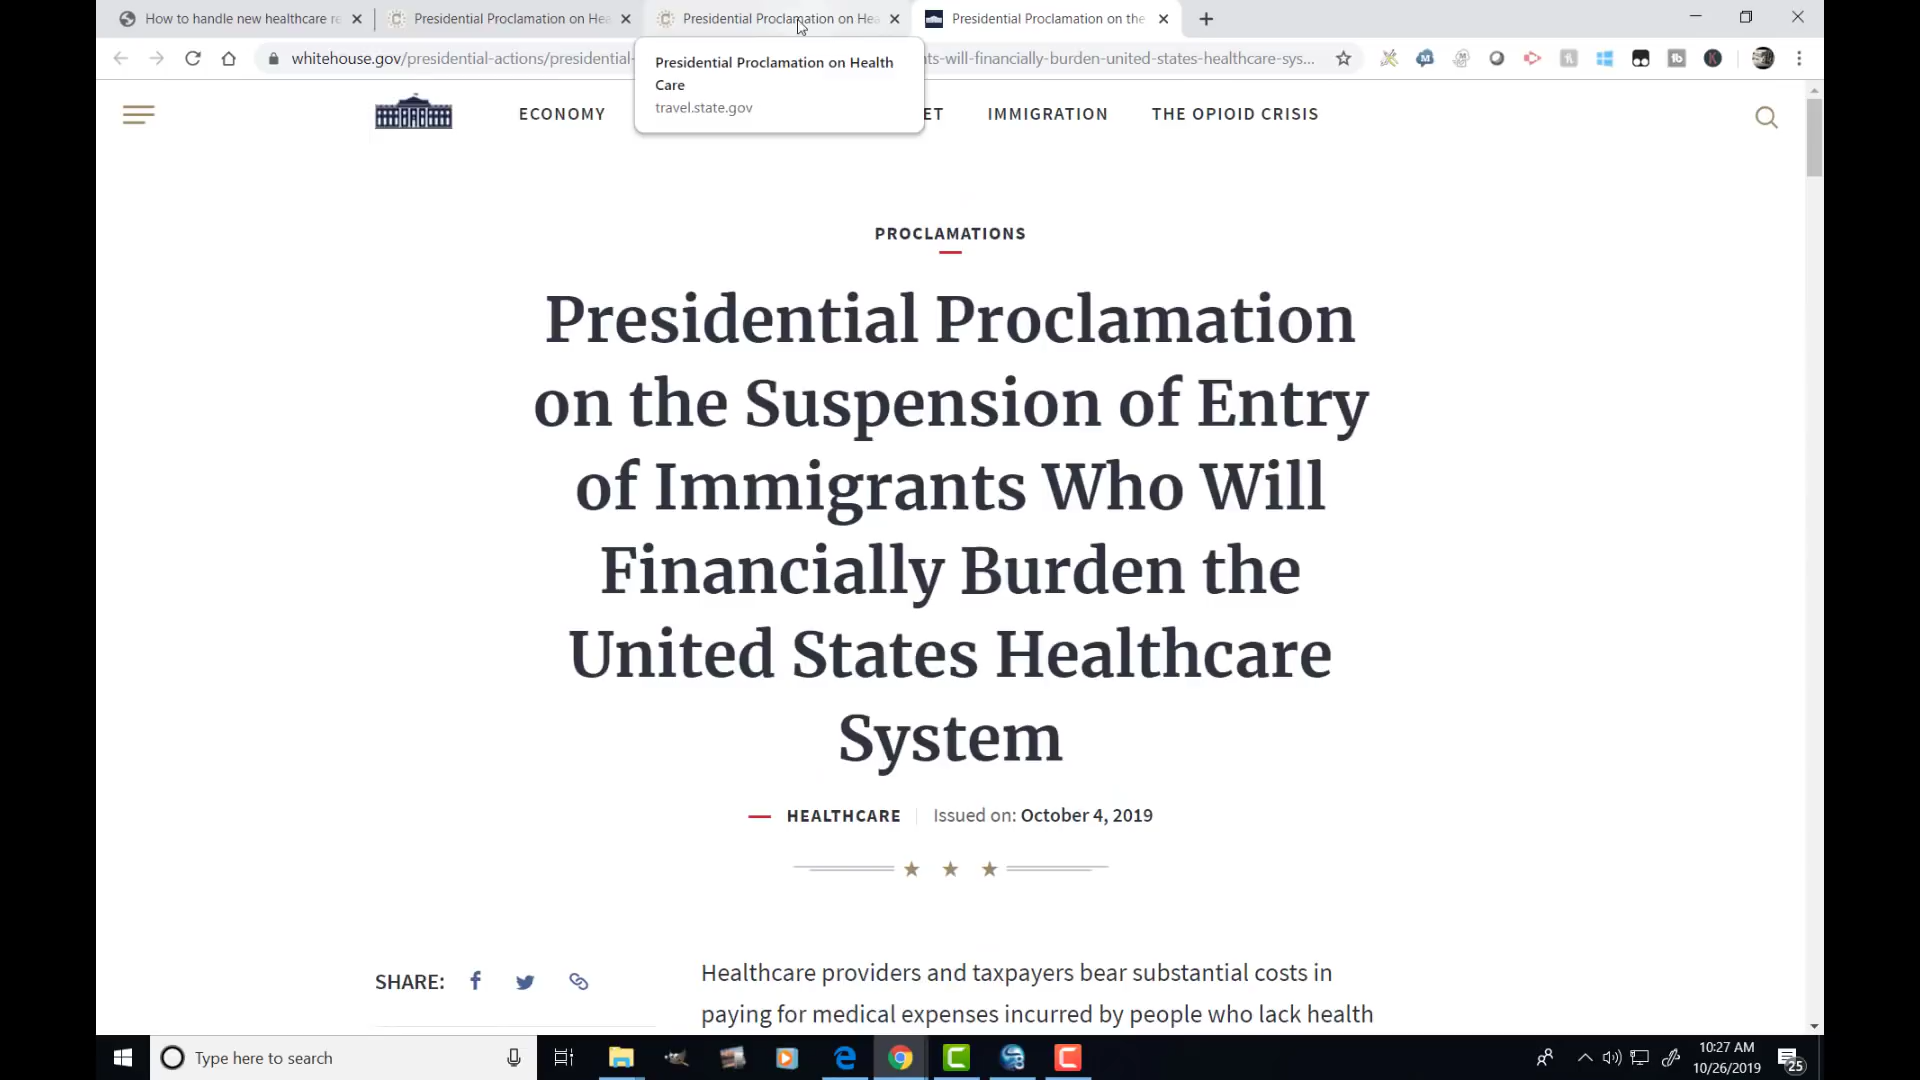 How to handle new healthcare re
Presidential Proclamation on Hea
Presidential Proclamation on Hea
Presidential Proclamation on the
whitehouse.gov/presidential-actions/presidential-
nts-will-financially-burden-united-states-healthcare-sys...
Presidential Proclamation on Health
Care
travel.state.gov
ECONOMY
ET
IMMIGRATION
THE OPIOID CRISIS
PROCLAMATIONS
Presidential Proclamation
on the Suspension of Entry
of Immigrants Who Will
Financially Burden the
United States Healthcare
System
HEALTHCARE
Issued on: October 4, 2019
SHARE:
Healthcare providers and taxpayers bear substantial costs in
paying for medical expenses incurred by people who lack health
Type here to search
10:27 AM
10/26/2019
25